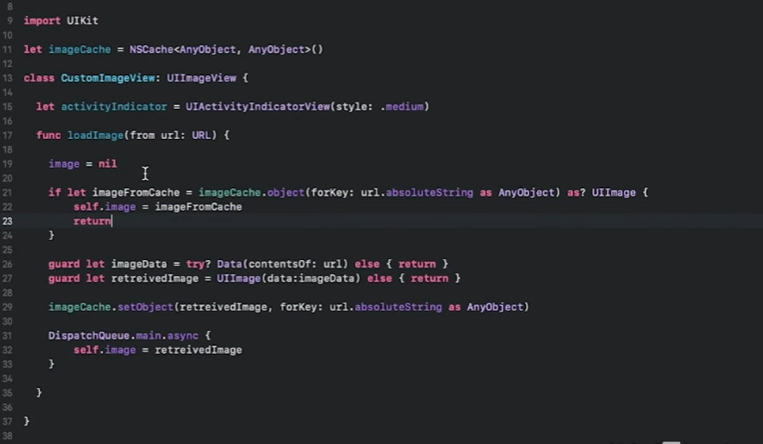 8
9 import UIKit
10
11 let imageCache = NSCache<AnyObject, AnyObject>()
12
13 class CustomImageView: UIImageView {
14
15 let activityIndicator = UIActivityIndicatorView(style: .medium)
16
17 func loadImage(from url: URL) {
18
19 image = nil
20
21 if let imageFromCache = imageCache.object(forKey: url.absoluteString as AnyObject) as? UIImage {
22 self.image = imageFromCache
23 return
24 }
25
26 guard let imageData = try? Data(contentsOf: url) else { return }
27 guard let retreivedImage = UIImage(data:imageData) else { return }
28
29 imageCache.setObject(retreivedImage, forKey: url.absoluteString as AnyObject)
30
31 DispatchQueue.main.async {
32 self.image = retreivedImage
33 }
34
35 }
36
37 }
38